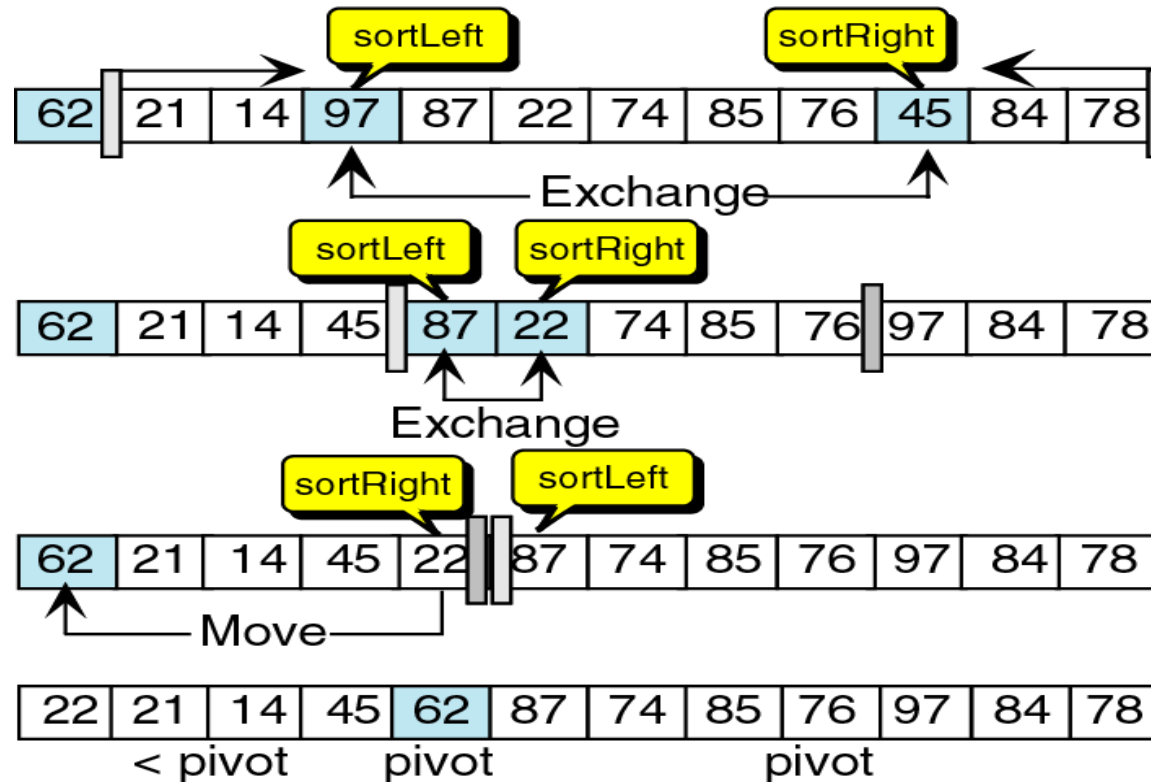 sortLeft sortRight
62 21 14 97 87 22 74 85 76 45 84 78
Exchange
sortLeft sortRight
62 21 14 45 87 22 74 85 76 97 84 78
Exchange
sortRight sortLeft
62 21 14 45 22 87 74 85 76 97 84 78
Move
22 21 14 45 62 87 74 85 76 97 84 78
< pivot pivot pivot